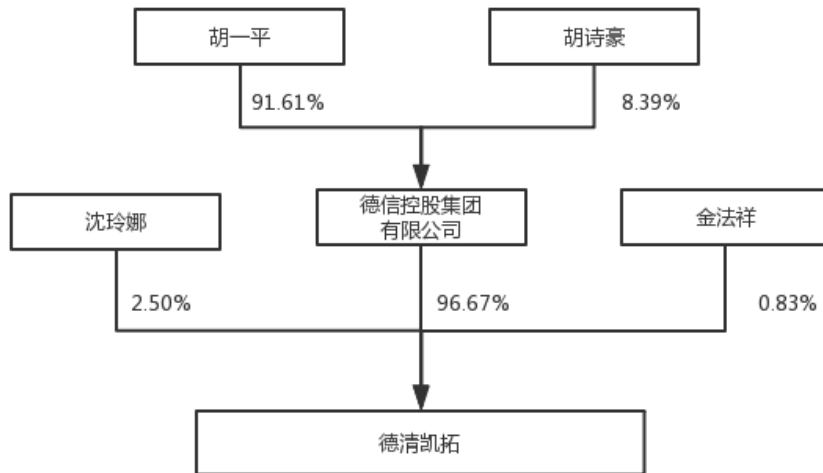 胡一平
胡诗豪
91.61%
8.39%
沈玲娜
德信控股集团
有限公司
金法祥
2.50%
96.67%
0.83%
德清凯拓